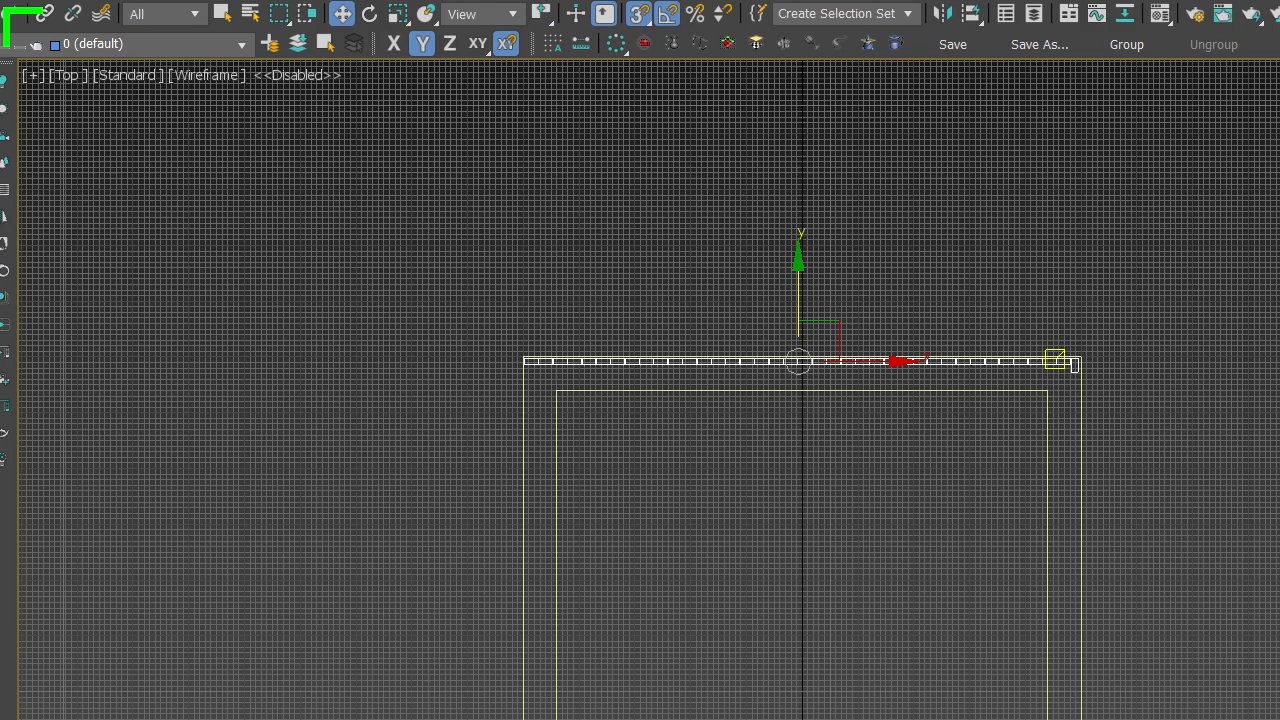 All View Create Selection Set
0 (default) X Y Z XY XY Save Save As... Group Ungroup
[+] [Top ] [Standard ] [Wireframe ] <<Disabled>>
y